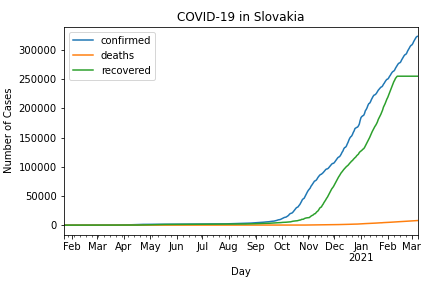 COVID-19 in Slovakia
confirmed
deaths
recovered
300000
250000
200000
150000
100000
50000
0
Number of Cases
Feb Mar Apr May Jun Jul Aug Sep Oct Nov Dec Jan Feb Mar
2021
Day